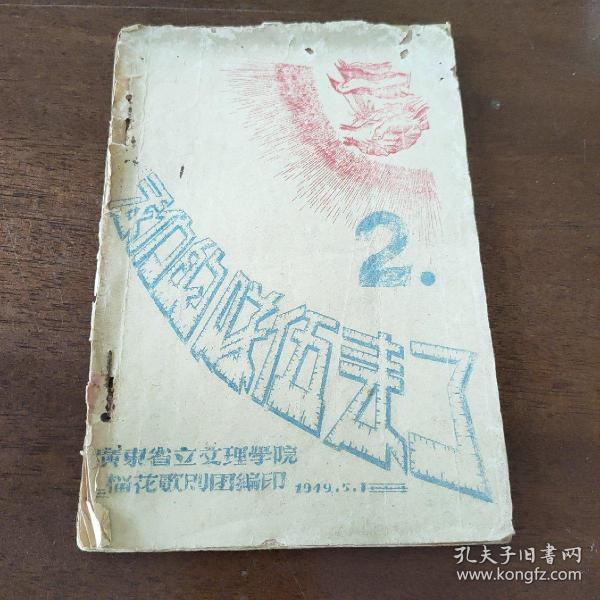 2.
我们的队伍来了
廣東省立文理學院
榴花歌剧团編印 1949.5.1
孔夫子旧書网
www.kongfz.com